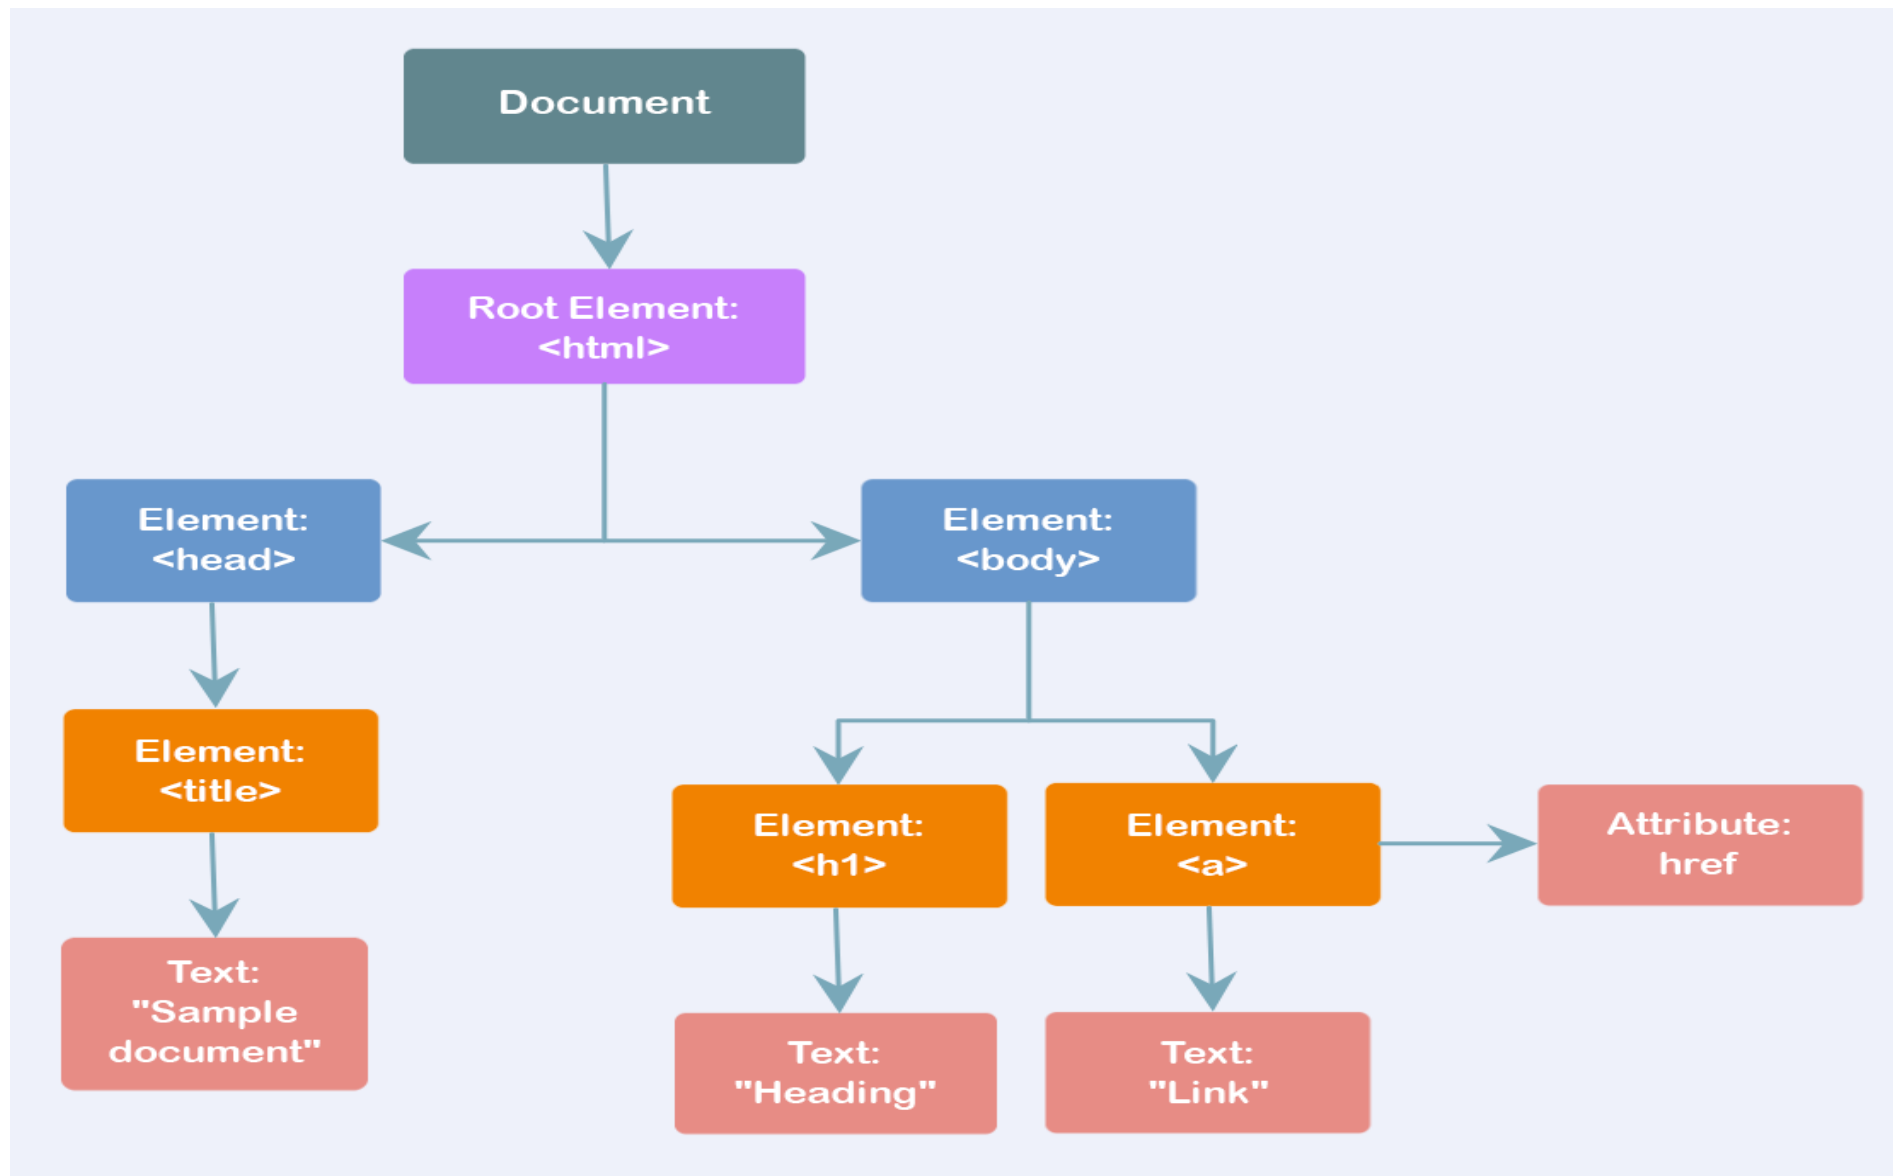 Document
Root Element:
<html>
Element:
<head>
Element:
<body>
Element:
<title>
Element:
<h1>
Element:
<a>
Attribute:
href
Text:
"Sample
document"
Text:
"Heading"
Text:
"Link"